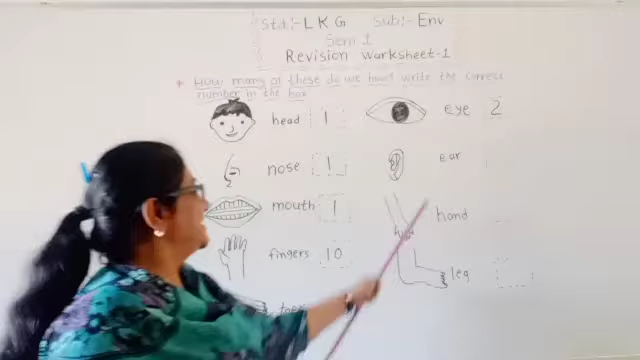 Std:- LKG Sub:- Env
Sem 1
Revision Worksheet-1
* How many of these do we have? write the correct
number in the box
head 1 eye 2
nose 1 ear
mouth 1 hand
fingers 10 leg